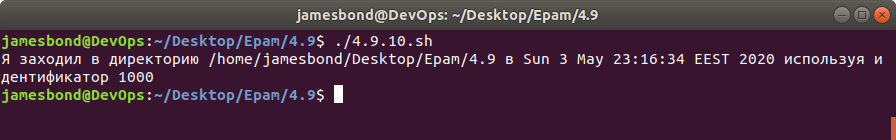 jamesbond@DevOps: ~/Desktop/Epam/4.9
jamesbond@DevOps:~/Desktop/Epam/4.9$ ./4.9.10.sh
Я заходил в директорию /home/jamesbond/Desktop/Epam/4.9 в Sun 3 May 23:16:34 EEST 2020 используя и
дентификатор 1000
jamesbond@DevOps:~/Desktop/Epam/4.9$